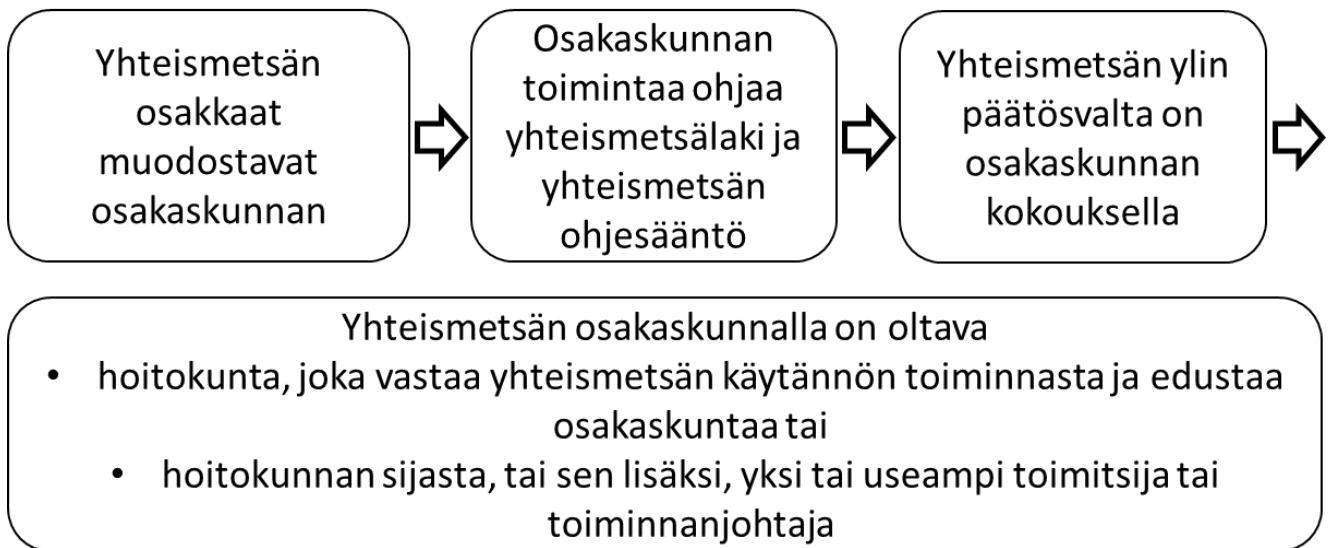 Yhteismetsän
osakkaat
muodostavat
osakaskunnan
Osakaskunnan
toimintaa ohjaa
yhteismetsälaki ja
yhteismetsän
ohjesääntö
Yhteismetsän ylin
päätösvalta on
osakaskunnan
kokouksella
Yhteismetsän osakaskunnalla on oltava
• hoitokunta, joka vastaa yhteismetsän käytännön toiminnasta ja edustaa
osakaskuntaa tai
• hoitokunnan sijasta, tai sen lisäksi, yksi tai useampi toimitsija tai
toiminnanjohtaja